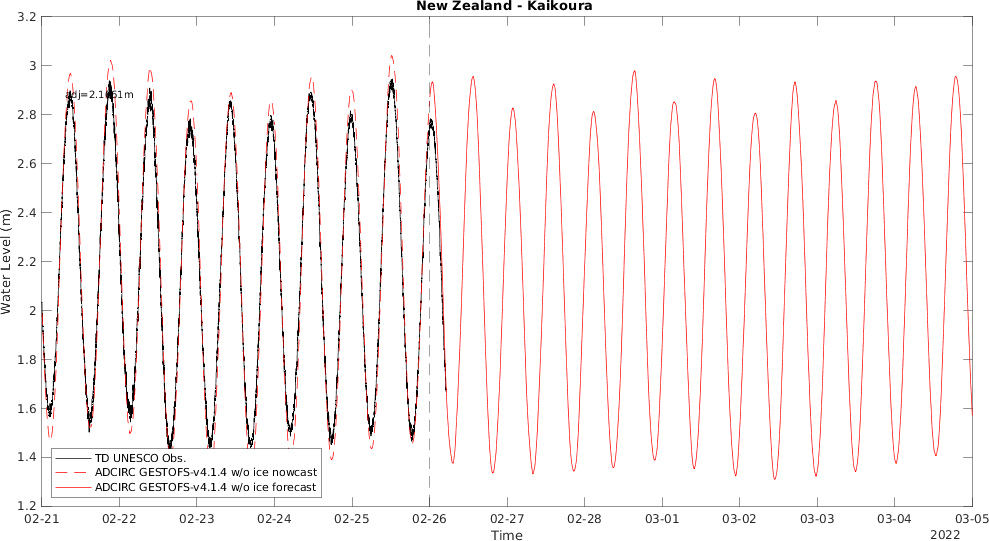 New Zealand - Kaikoura
3.2
3
2.8
2.6
2.4
2.2
2
1.8
1.6
1.4
1.2
Water Level (m)
TD UNESCO Obs.
ADCIRC GESTOFS-v4.1.4 w/o ice nowcast
ADCIRC GESTOFS-v4.1.4 w/o ice forecast
02-21 02-22 02-23 02-24 02-25 02-26 02-27 02-28 03-01 03-02 03-03 03-04 03-05
Time
2022